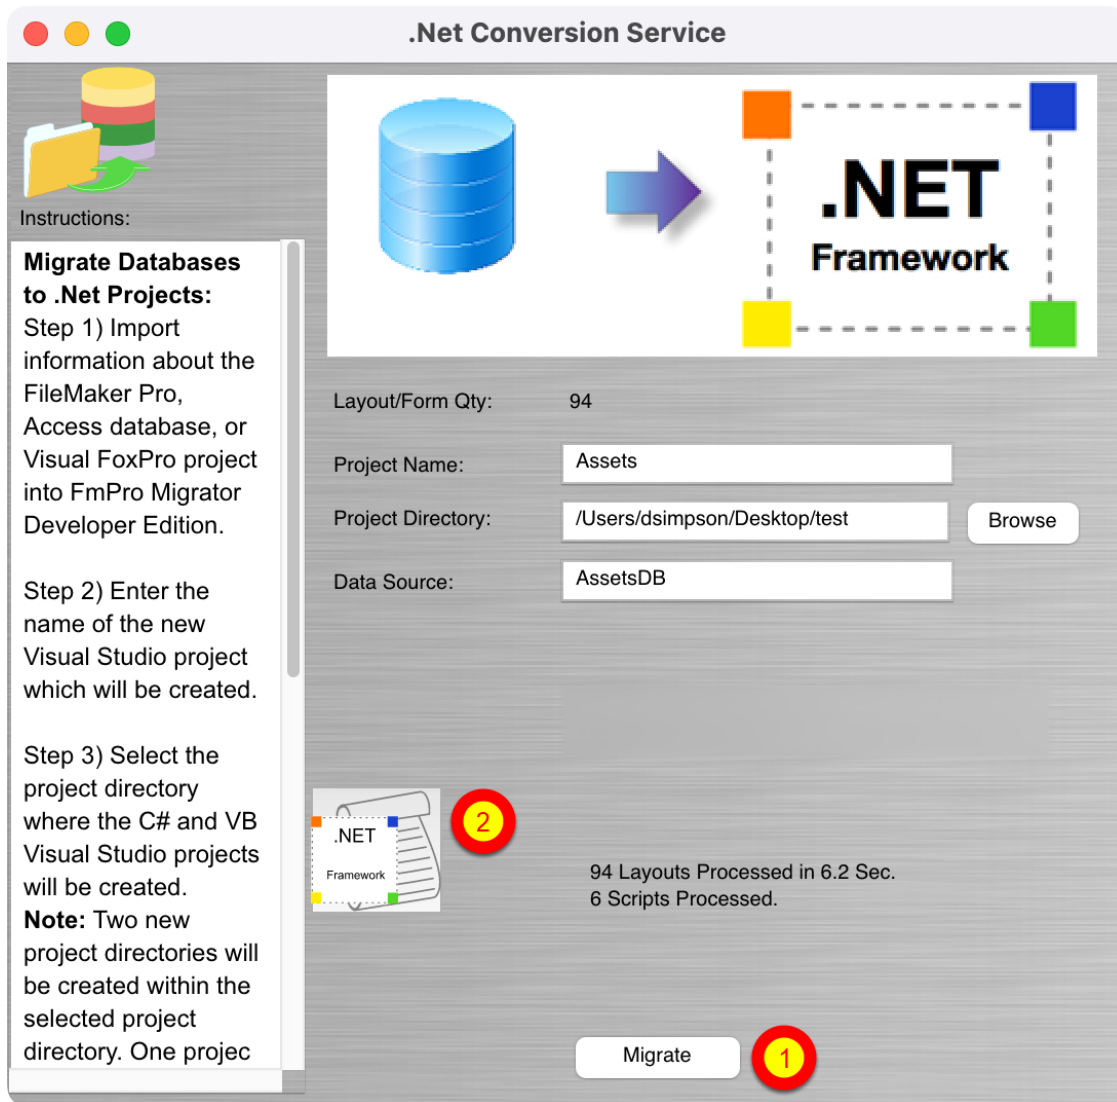 .Net Conversion Service
.NET
Framework
Instructions:
Migrate Databases
to .Net Projects:
Step 1) Import
information about the
FileMaker Pro,
Access database, or
Visual FoxPro project
into FmPro Migrator
Developer Edition.
Step 2) Enter the
name of the new
Visual Studio project
which will be created.
Step 3) Select the
project directory
where the C# and VB
Visual Studio projects
will be created.
Note: Two new
project directories will
be created within the
selected project
directory. One projec
Layout/Form Qty: 94
Project Name: Assets
Project Directory: /Users/dsimpson/Desktop/test Browse
Data Source: AssetsDB
.NET
Framework
2
94 Layouts Processed in 6.2 Sec.
6 Scripts Processed.
Migrate 1